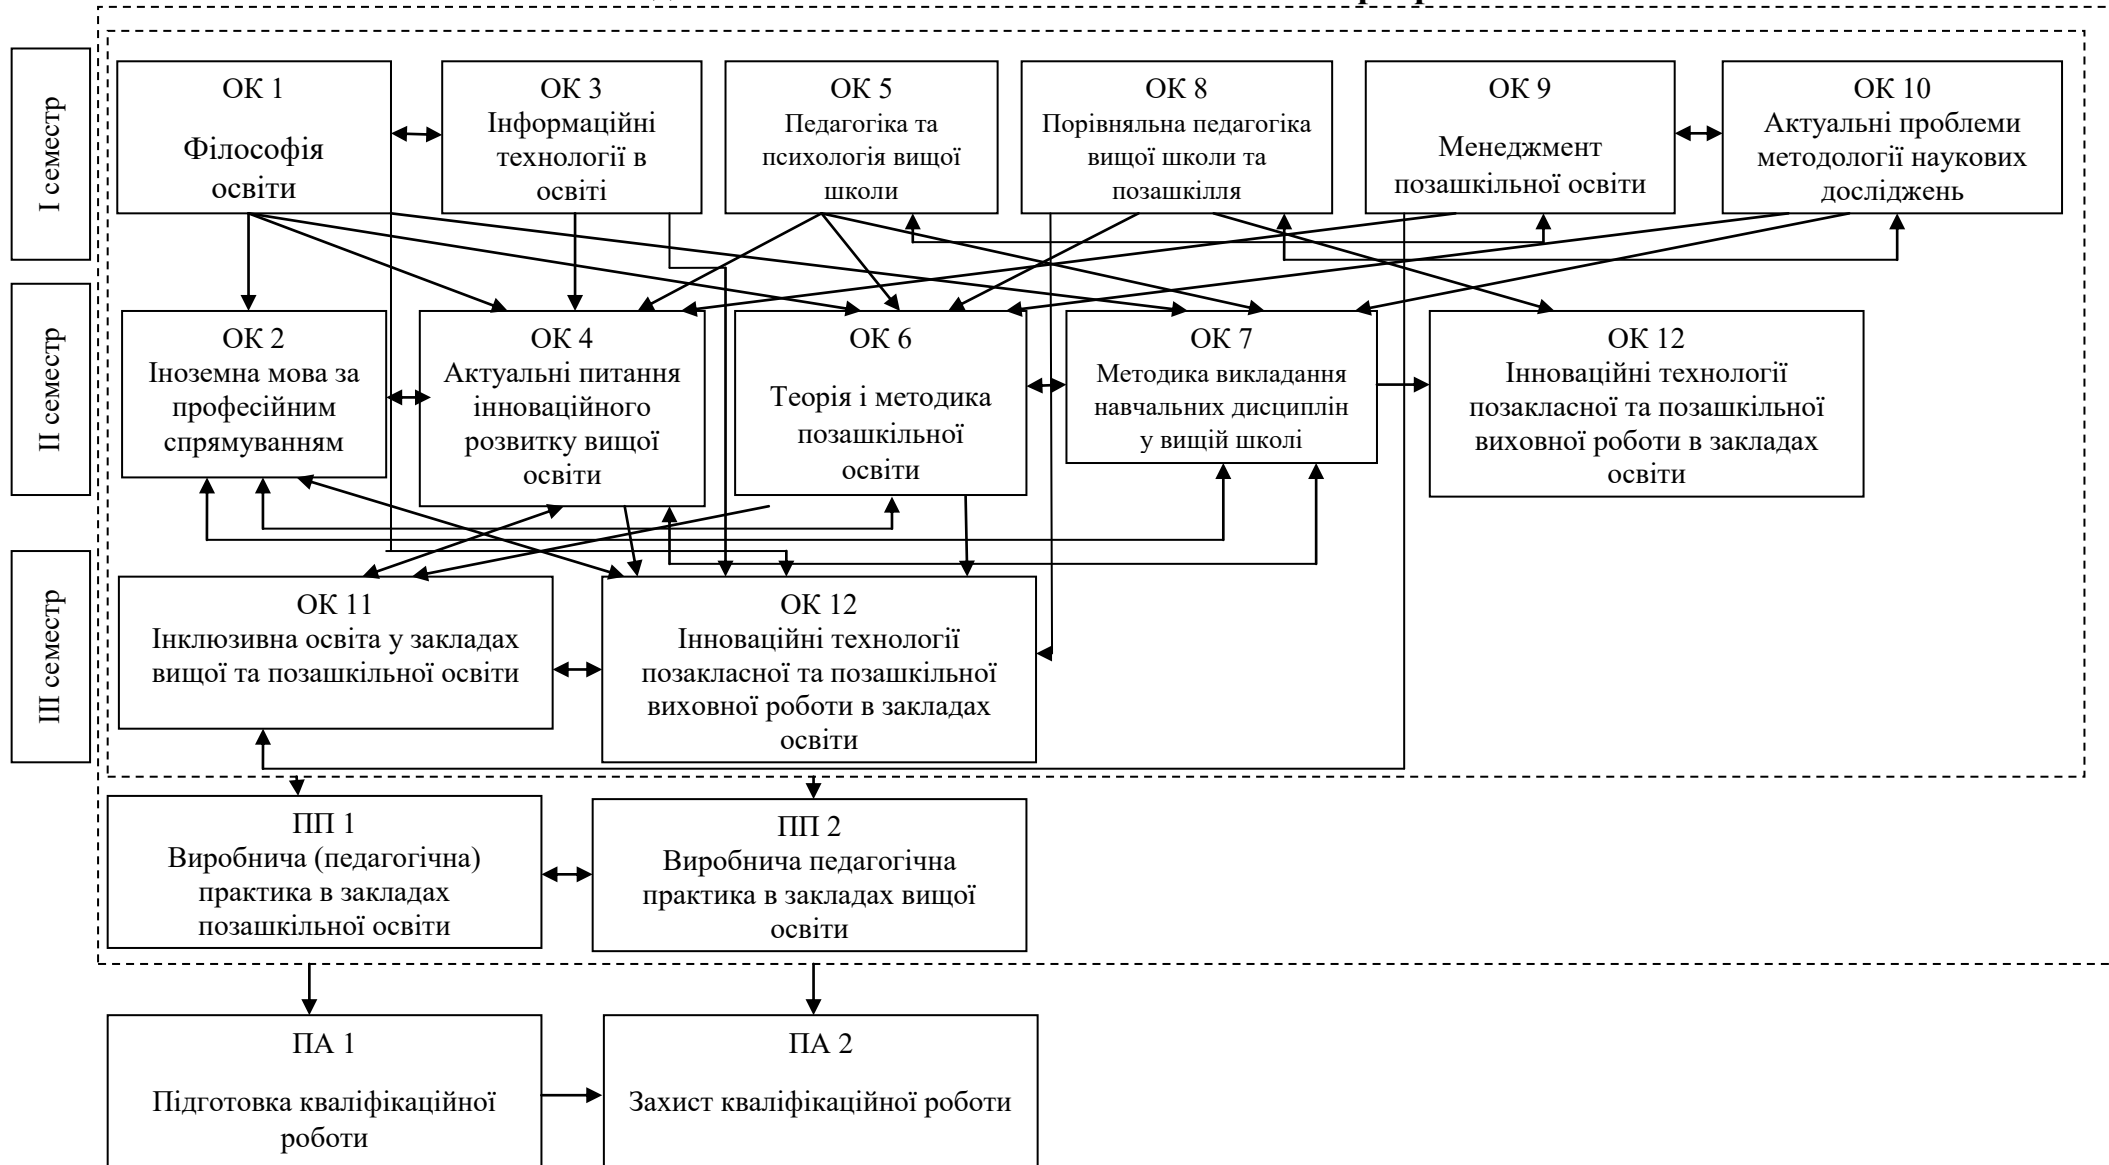 І семестр
ОК 1
Філософія
освіти
ОК 3
Інформаційні
технології в
освіті
ОК 5
Педагогіка та
психологія вищої
школи
ОК 8
Порівняльна педагогіка
вищої школи та
позашкілля
ОК 9
Менеджмент
позашкільної освіти
ОК 10
Актуальні проблеми
методології наукових
досліджень
ІІ семестр
ОК 2
Іноземна мова за
професійним
спрямуванням
ОК 4
Актуальні питання
інноваційного
розвитку вищої
освіти
ОК 6
Теорія і методика
позашкільної
освіти
ОК 7
Методика викладання
навчальних дисциплін
у вищій школі
ОК 12
Інноваційні технології
позакласної та позашкільної
виховної роботи в закладах
освіти
ІІІ семестр
ОК 11
Інклюзивна освіта у закладах
вищої та позашкільної освіти
ОК 12
Інноваційні технології
позакласної та позашкільної
виховної роботи в закладах
освіти
ПП 1
Виробнича (педагогічна)
практика в закладах
позашкільної освіти
ПП 2
Виробнича педагогічна
практика в закладах вищої
освіти
ПА 1
Підготовка кваліфікаційної
роботи
ПА 2
Захист кваліфікаційної роботи